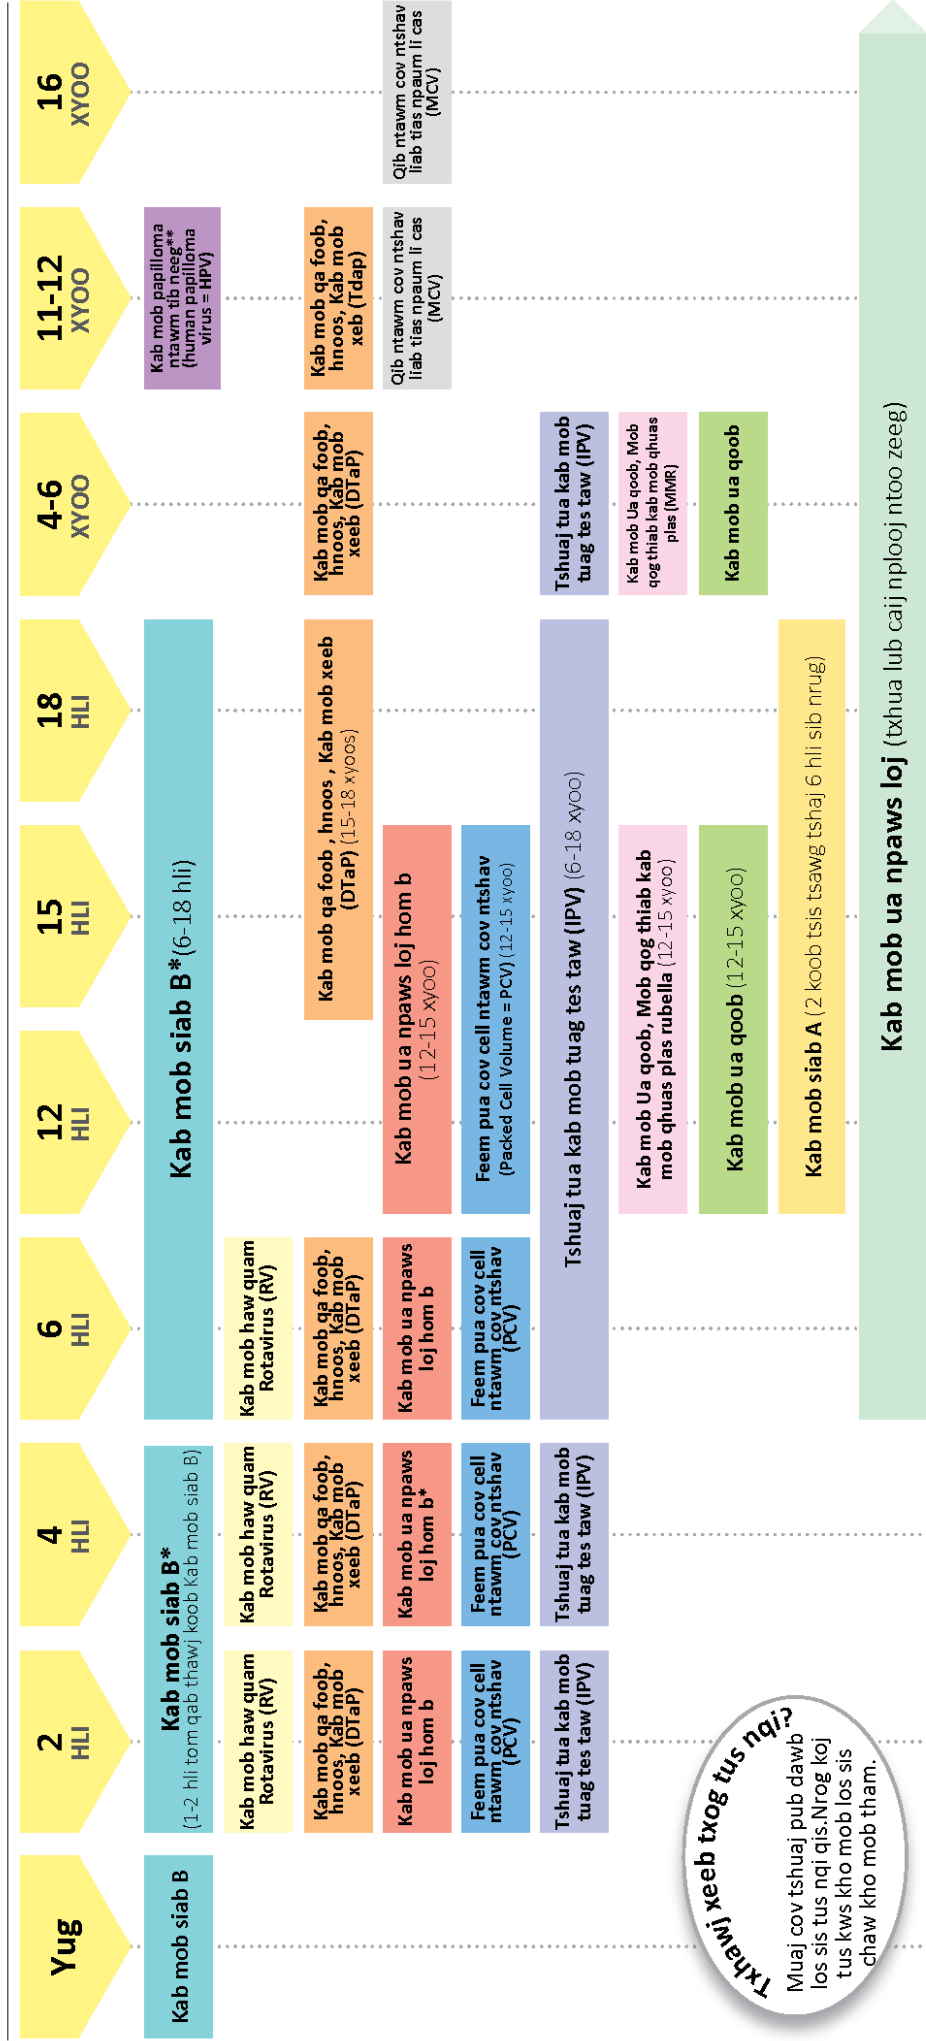 Yug
2
HLI
4
HLI
6
HLI
12
HLI
15
HLI
18
HLI
4-6
XYOO
11-12
XYOO
16
XYOO
Kab mob siab B
Kab mob siab B*
(1-2 hli tom qab thawj koob Kab mob siab B)
Kab mob siab B* (6-18 hli)
Kab mob papilloma
ntawm tib neeg**
(human papilloma
virus = HPV)
Kab mob haw quam
Rotavirus (RV)
Kab mob haw quam
Rotavirus (RV)
Kab mob haw quam
Rotavirus (RV)
Kab mob qa foob,
hnoos, Kab mob
xeeb (DTaP)
Kab mob qa foob,
hnoos, Kab mob
xeeb (DTaP)
Kab mob qa foob,
hnoos, Kab mob
xeeb (DTaP)
Kab mob qa foob , hnoos , Kab mob xeeb
(DTaP) (15-18 xyoos)
Kab mob qa foob,
hnoos, Kab mob
xeeb (DTaP)
Kab mob qa foob,
hnoos, Kab mob
xeb (Tdap)
Kab mob ua npaws
loj hom b
Kab mob ua npaws
loj hom b*
Kab mob ua npaws
loj hom b
Kab mob ua npaws loj hom b
(12-15 xyoo)
Qib ntawm cov ntshav
liab tias npaum li cas
(MCV)
Qib ntawm cov ntshav
liab tias npaum li cas
(MCV)
Feem pua cov cell
ntawm cov ntshav
(PCV)
Feem pua cov cell
ntawm cov ntshav
(PCV)
Feem pua cov cell
ntawm cov ntshav
(PCV)
Feem pua cov cell ntawm cov ntshav
(Packed Cell Volume = PCV) (12-15 xyoo)
Tshuaj tua kab mob
tuag tes taw (IPV)
Tshuaj tua kab mob
tuag tes taw (IPV)
Tshuaj tua kab mob tuag tes taw (IPV) (6-18 xyoo)
Tshuaj tua kab mob
tuag tes taw (IPV)
Kab mob Ua qoob, Mob qog thiab kab
mob qhuas plas rubella (12-15 xyoo)
Kab mob Ua qoob, Mob
qog thiab kab mob qhuas
plas (MMR)
Kab mob ua qoob (12-15 xyoo)
Kab mob ua qoob
Kab mob siab A (2 koob tsis tsawg tshaj 6 hli sib nrug)
Kab mob ua npaws loj (txhua lub caij nplooj ntoo zeeg)
Txhawj xeeb txog tus nqi?
Muaj cov tshuaj pub dawb
los sis tus nqi qis.Nrog koj
tus kws kho mob los sis
chaw kho mob tham.